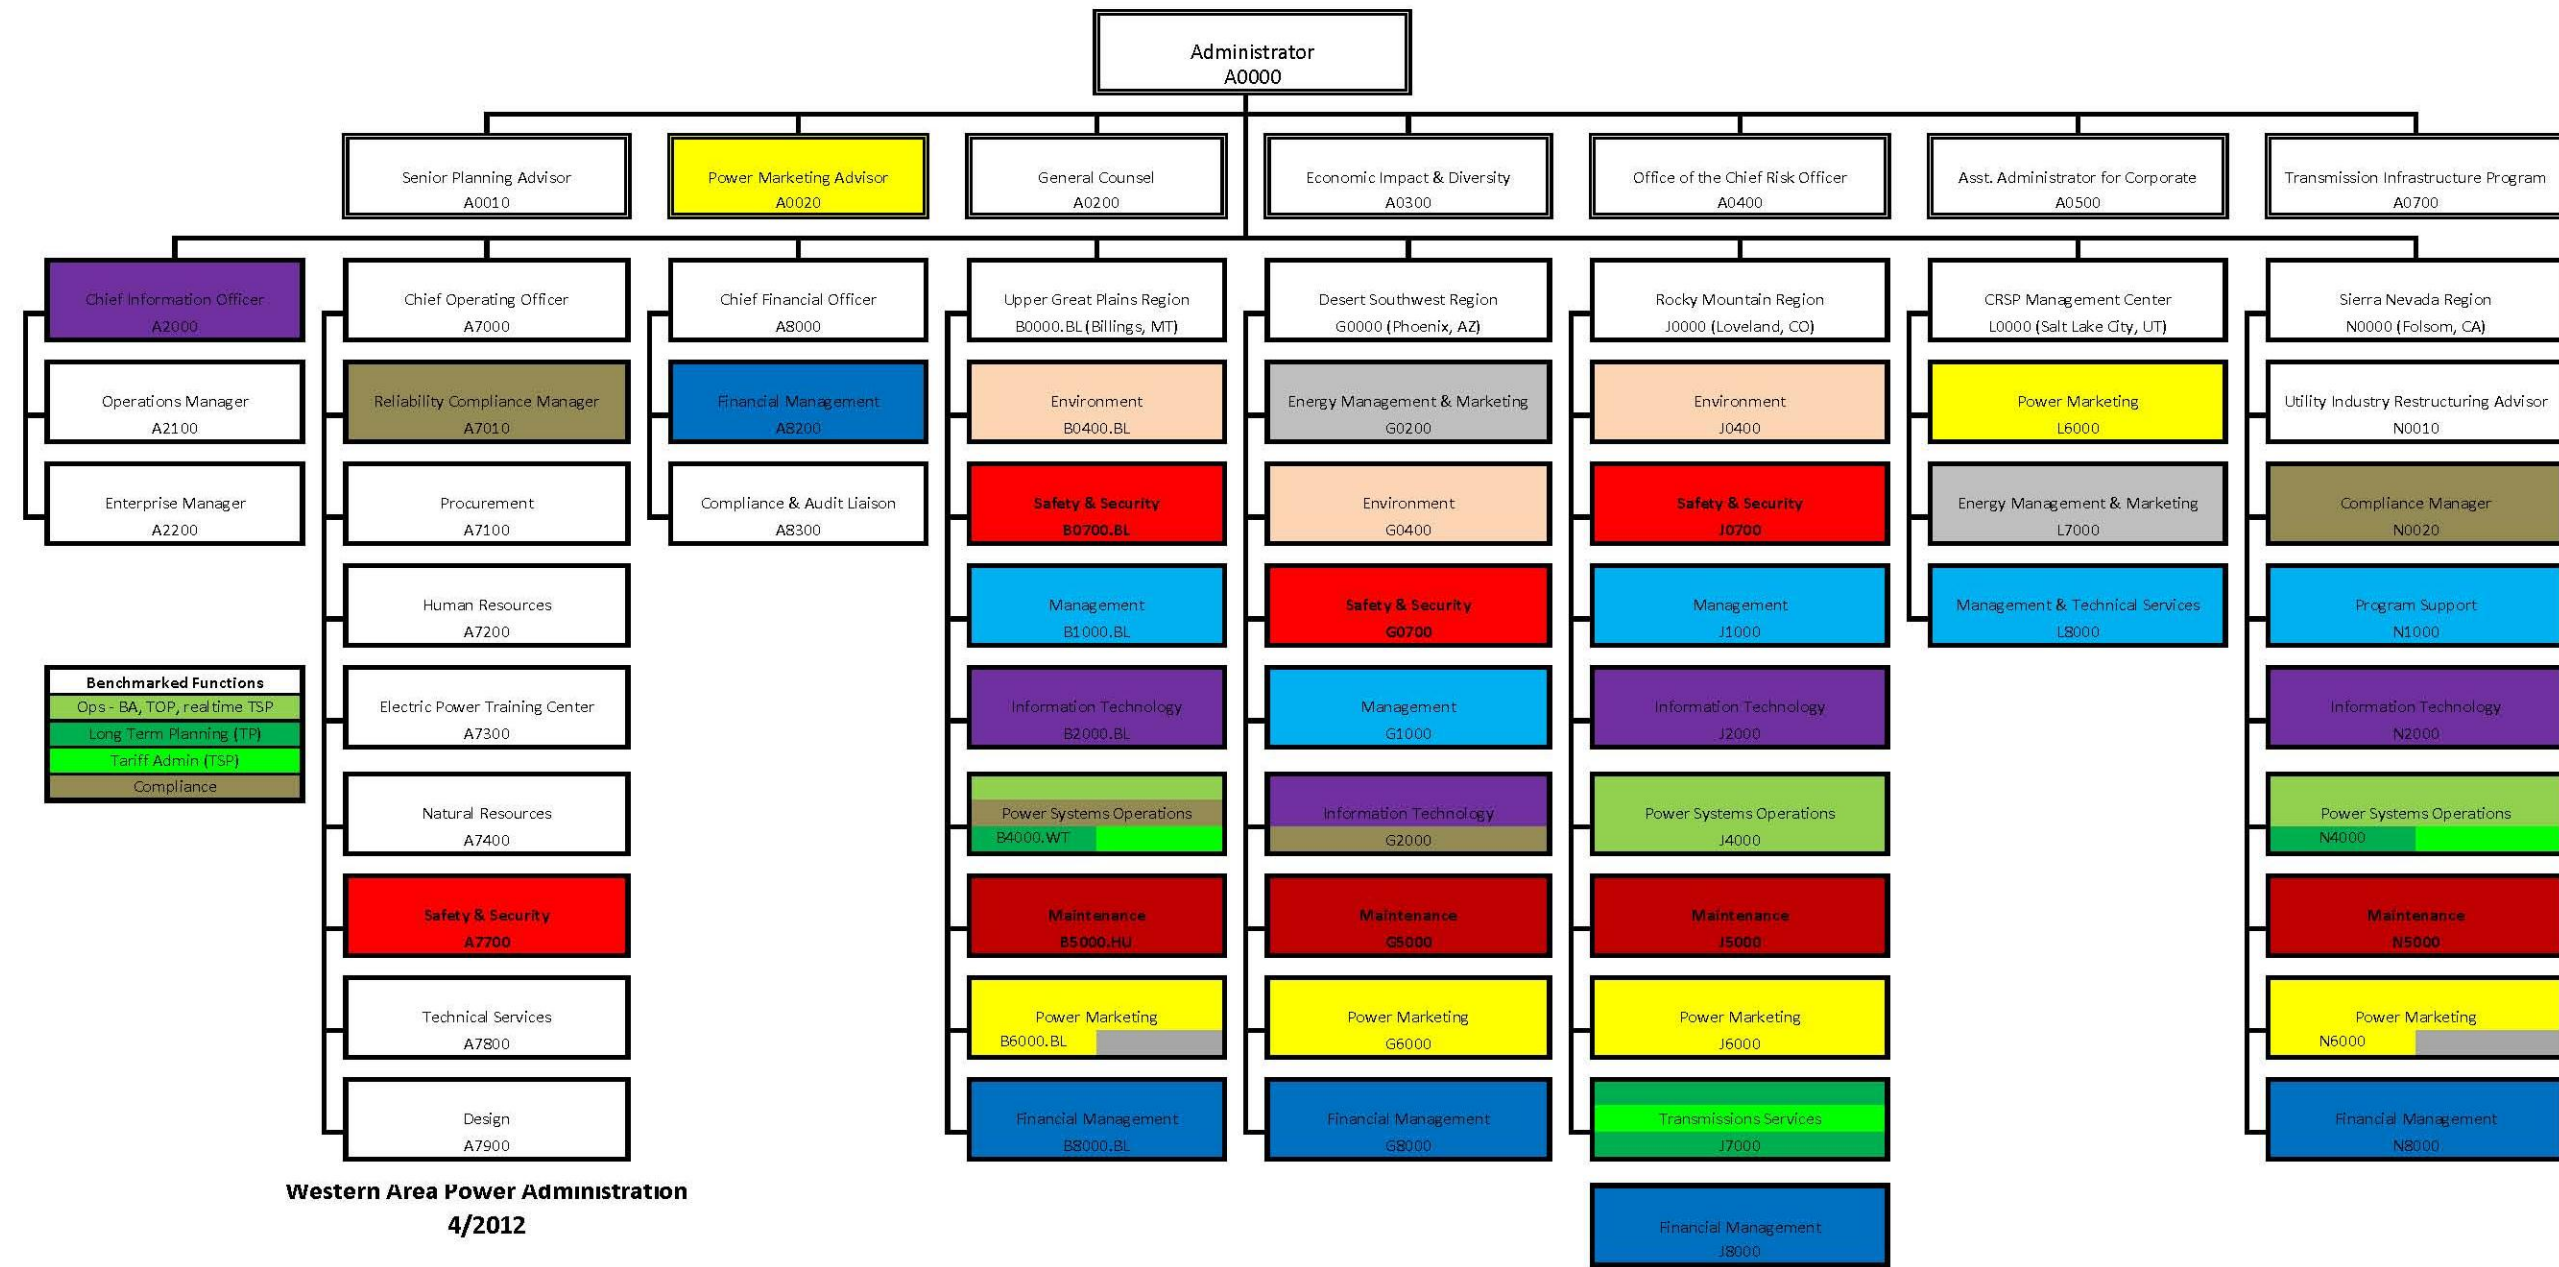 Administrator
A0000
Senior Planning Advisor
A0010
Power Marketing Advisor
A0020
General Counsel
A0200
Economic Impact & Diversity
A0300
Office of the Chief Risk Officer
A0400
Asst. Administrator for Corporate
A0500
Transmission Infrastructure Program
A0700
Chief Information Officer
A2000
Operations Manager
A2100
Enterprise Manager
A2200
Chief Operating Officer
A7000
Reliability Compliance Manager
A7010
Procurement
A7100
Human Resources
A7200
Electric Power Training Center
A7300
Natural Resources
A7400
Safety & Security
A7700
Technical Services
A7800
Design
A7900
Chief Financial Officer
A8000
Financial Management
A8200
Compliance & Audit Liaison
A8300
Upper Great Plains Region
B0000.BL (Billings, MT)
Environment
B0400.BL
Safety & Security
B0700.BL
Management
B1000.BL
Information Technology
B2000.BL
Power Systems Operations
B4000.WT
Maintenance
B5000.HU
Power Marketing
B6000.BL
Financial Management
B8000.BL
Desert Southwest Region
G0000 (Phoenix, AZ)
Energy Management & Marketing
G0200
Environment
G0400
Safety & Security
G0700
Management
G1000
Information Technology
G2000
Maintenance
G5000
Power Marketing
G6000
Financial Management
G8000
Rocky Mountain Region
J0000 (Loveland, CO)
Environment
J0400
Safety & Security
J0700
Management
J1000
Information Technology
J2000
Power Systems Operations
J4000
Maintenance
J5000
Power Marketing
J6000
Transmissions Services
J7000
Financial Management
J8000
CRSP Management Center
L0000 (Salt Lake City, UT)
Power Marketing
L6000
Energy Management & Marketing
L7000
Management & Technical Services
L8000
Sierra Nevada Region
N0000 (Folsom, CA)
Utility Industry Restructuring Advisor
N0010
Compliance Manager
N0020
Program Support
N1000
Information Technology
N2000
Power Systems Operations
N4000
Maintenance
N5000
Power Marketing
N6000
Financial Management
N8000
Benchmarked Functions
Ops - BA, TOP, realtime TSP
Long Term Planning (TP)
Tariff Admin (TSP)
Compliance
Western Area Power Administration
4/2012